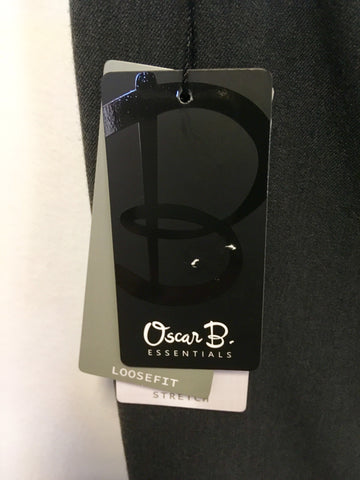 B
Oscar B.
ESSENTIALS
LOOSEFIT
STRETCH